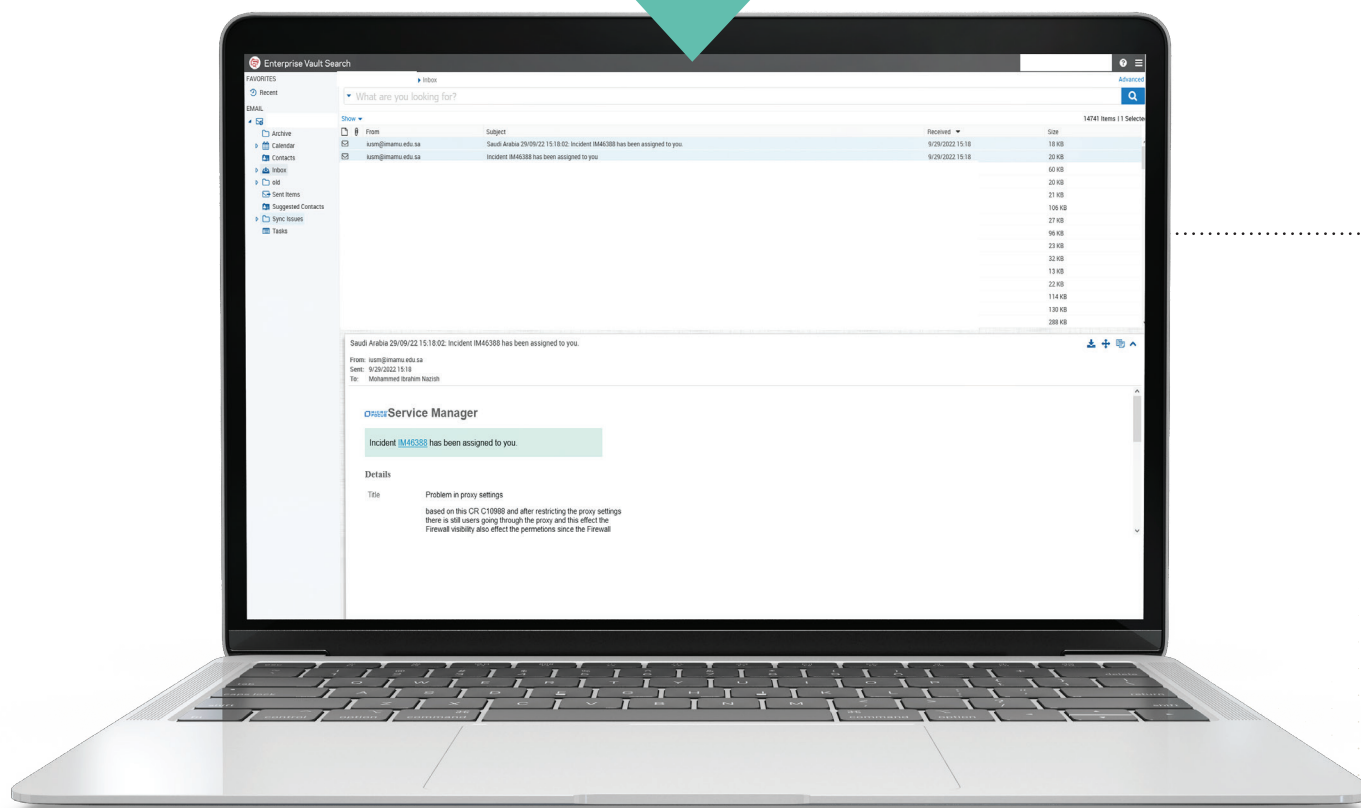 Enterprise Vault Search
FAVORITES
Recent
EMAIL
Archive
Calendar
Contacts
Inbox
old
Sent Items
Suggested Contacts
Sync Issues
Tasks
Inbox
Advanced
What are you looking for?
Show
14741 Items | 1 Selected
From Subject Received Size
iusm@imamu.edu.sa Saudi Arabia 29/09/22 15:18:02: Incident IM46388 has been assigned to you. 9/29/2022 15:18 18 KB
iusm@imamu.edu.sa Incident IM46388 has been assigned to you 9/29/2022 15:18 20 KB
60 KB
20 KB
21 KB
106 KB
27 KB
96 KB
23 KB
32 KB
13 KB
22 KB
114 KB
130 KB
288 KB
Saudi Arabia 29/09/22 15:18:02: Incident IM46388 has been assigned to you.
From: iusm@imamu.edu.sa
Sent: 9/29/2022 15:18
To: Mohammed Ibrahim Nazish
Service Manager
Incident IM46388 has been assigned to you.
Details
Title Problem in proxy settings
based on this CR C10988 and after restricting the proxy settings
there is still users going through the proxy and this effect the
Firewall visibility also effect the permetions since the Firewall